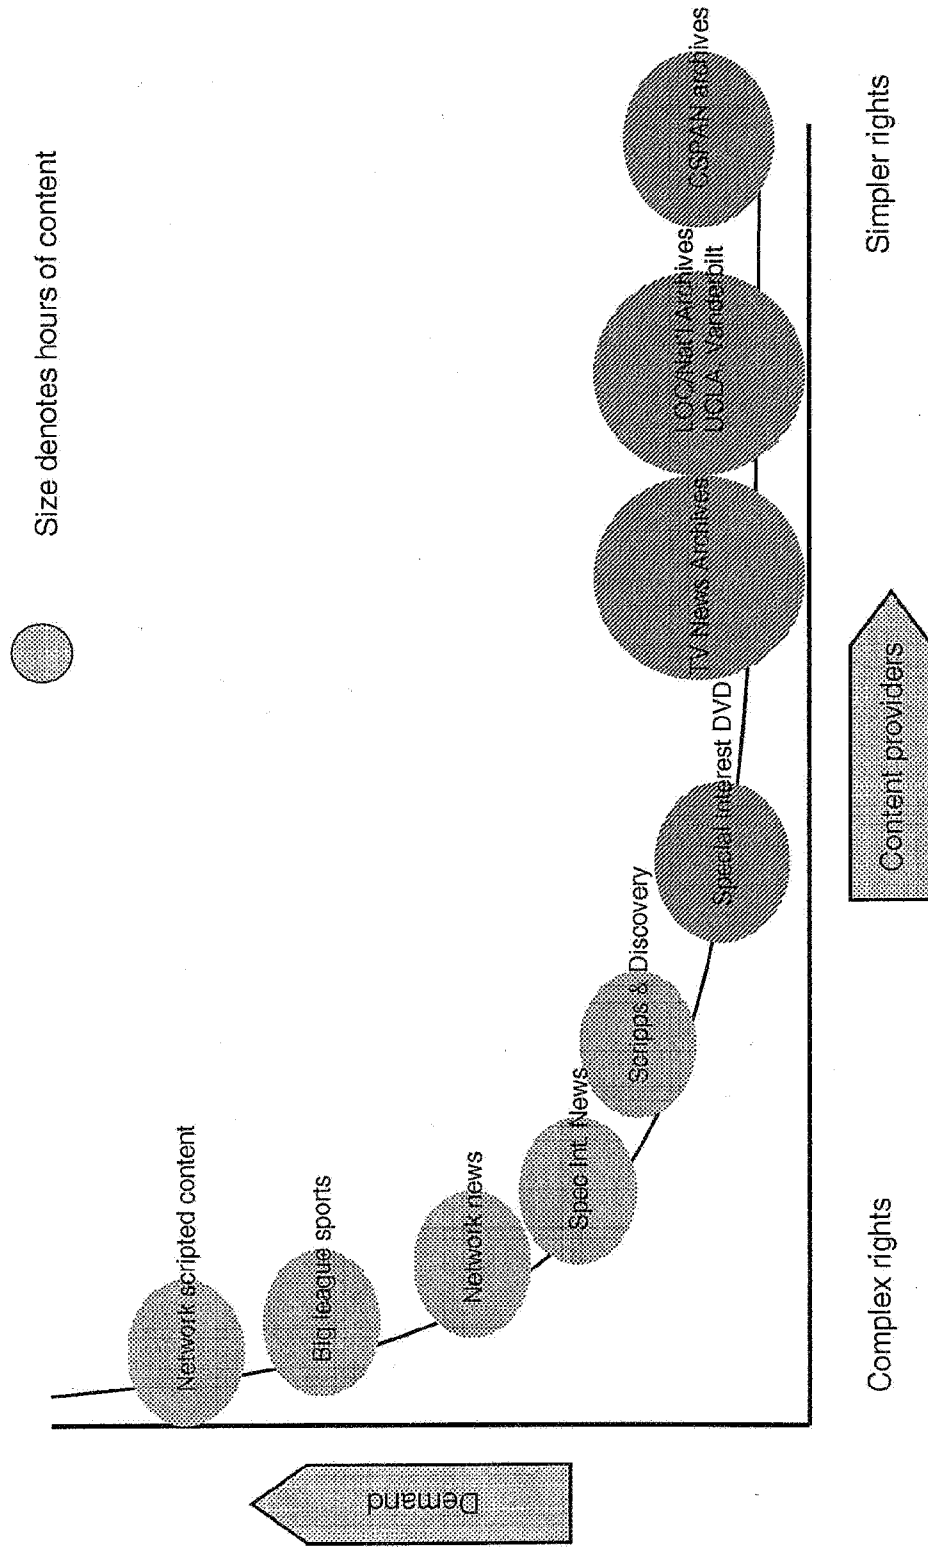 Size denotes hours of content
Network scripted content
Big league sports
Network news
Spec Int. News
Scripps & Discovery
Special interest DVD
TV News Archives
LOC/Nat'l Archives
UCLA, Vanderbilt
CSPAN archives
Demand
Complex rights
Content providers
Simpler rights